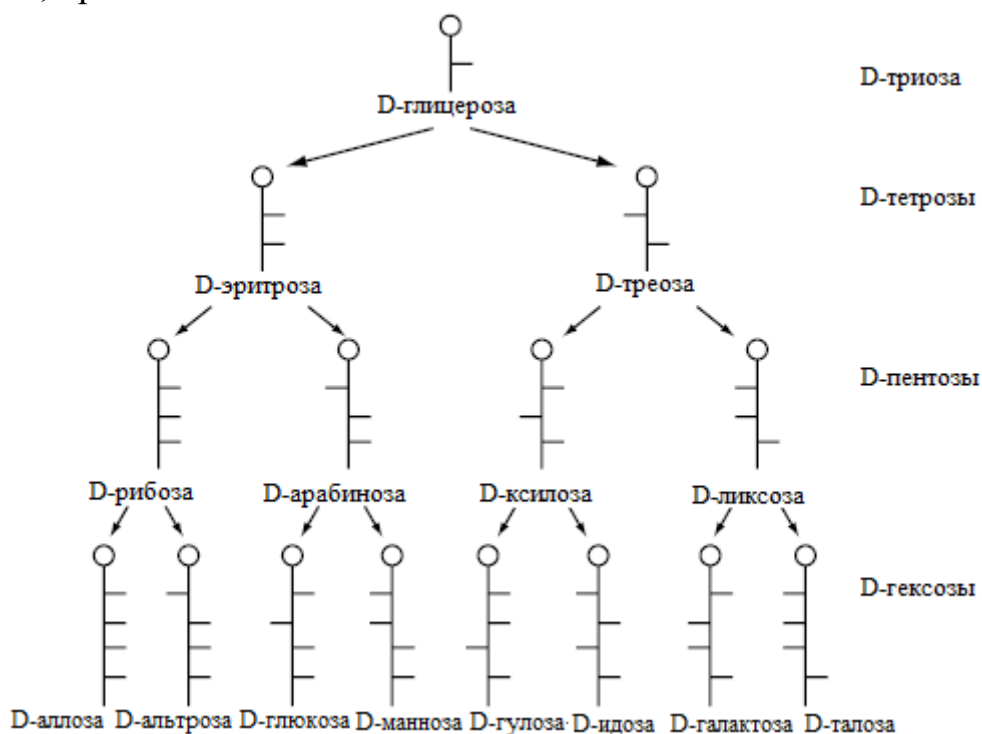 D-триоза
D-глицероза
D-тетрозы
D-эритроза D-треоза
D-пентозы
D-рибоза D-арабиноза D-ксилоза D-ликсоза
D-гексозы
D-аллоза D-альтроза D-глюкоза D-манноза D-гулоза D-идоза D-галактоза D-талоза